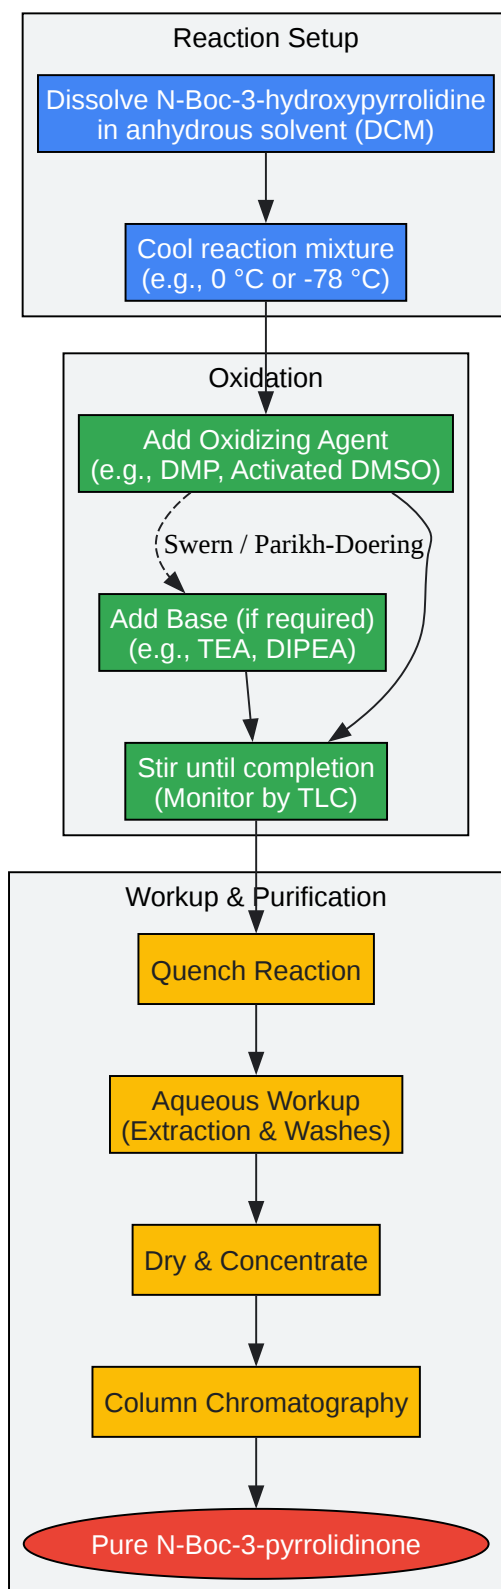 Reaction Setup
Dissolve N-Boc-3-hydroxypyrrolidine
in anhydrous solvent (DCM)
Cool reaction mixture
(e.g., 0 °C or -78 °C)
Oxidation
Add Oxidizing Agent
(e.g., DMP, Activated DMSO)
Swern / Parikh-Doering
Add Base (if required)
(e.g., TEA, DIPEA)
Stir until completion
(Monitor by TLC)
Workup & Purification
Quench Reaction
Aqueous Workup
(Extraction & Washes)
Dry & Concentrate
Column Chromatography
Pure N-Boc-3-pyrrolidinone